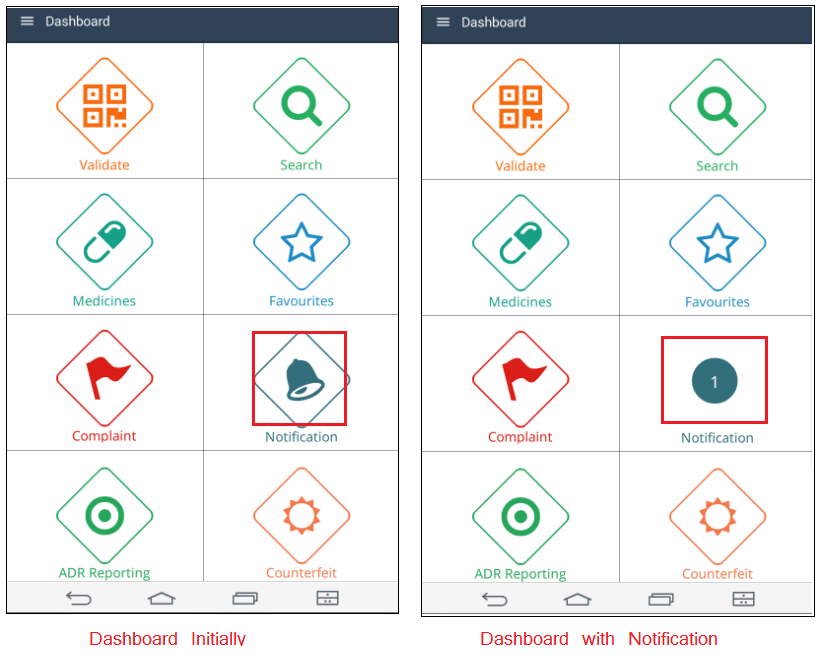 Dashboard
Validate
Search
Medicines
Favourites
Complaint
Notification
ADR Reporting
Counterfeit
Dashboard Initially
Dashboard
Validate
Search
Medicines
Favourites
Complaint
1
Notification
ADR Reporting
Counterfeit
Dashboard with Notification